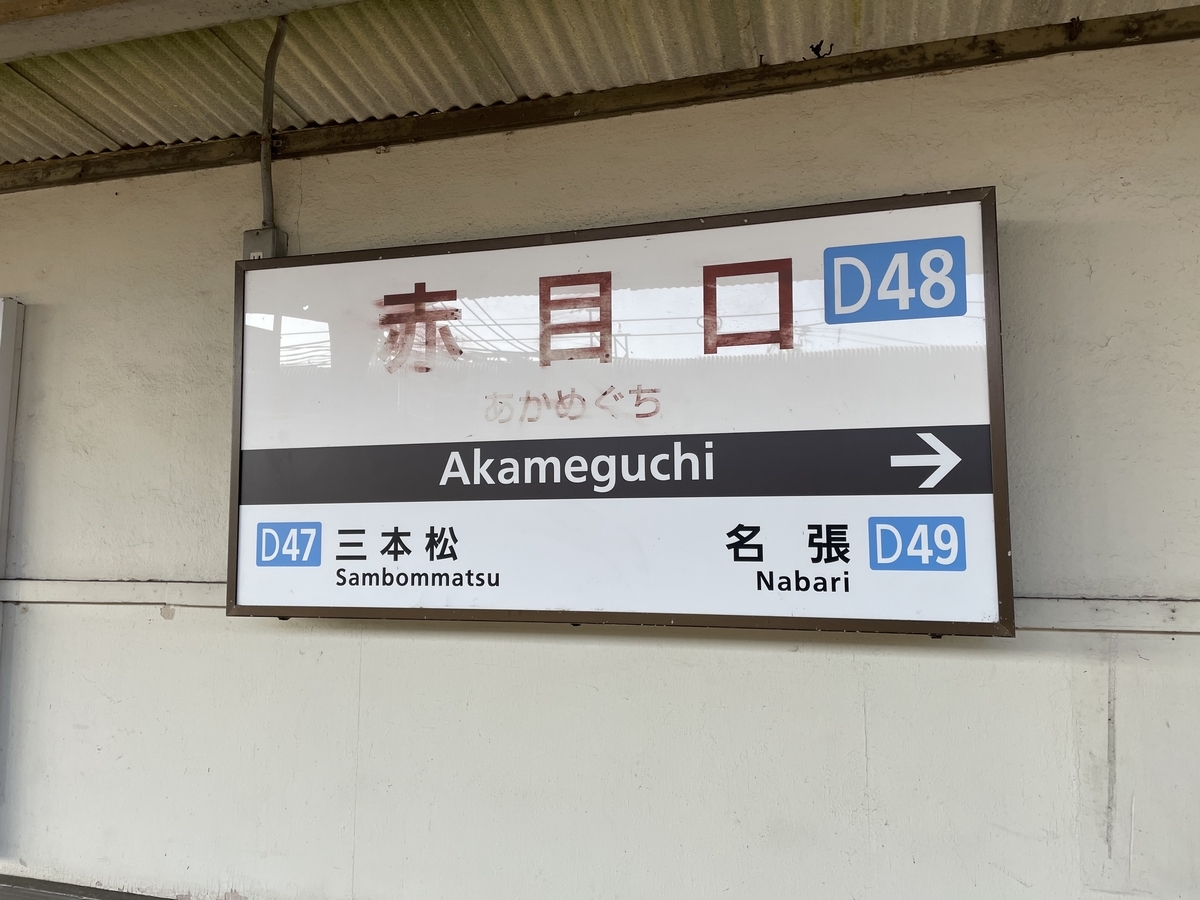 赤目口 D48
あかめぐち
Akameguchi →
D47 三本松 名張 D49
Sambommatsu Nabari